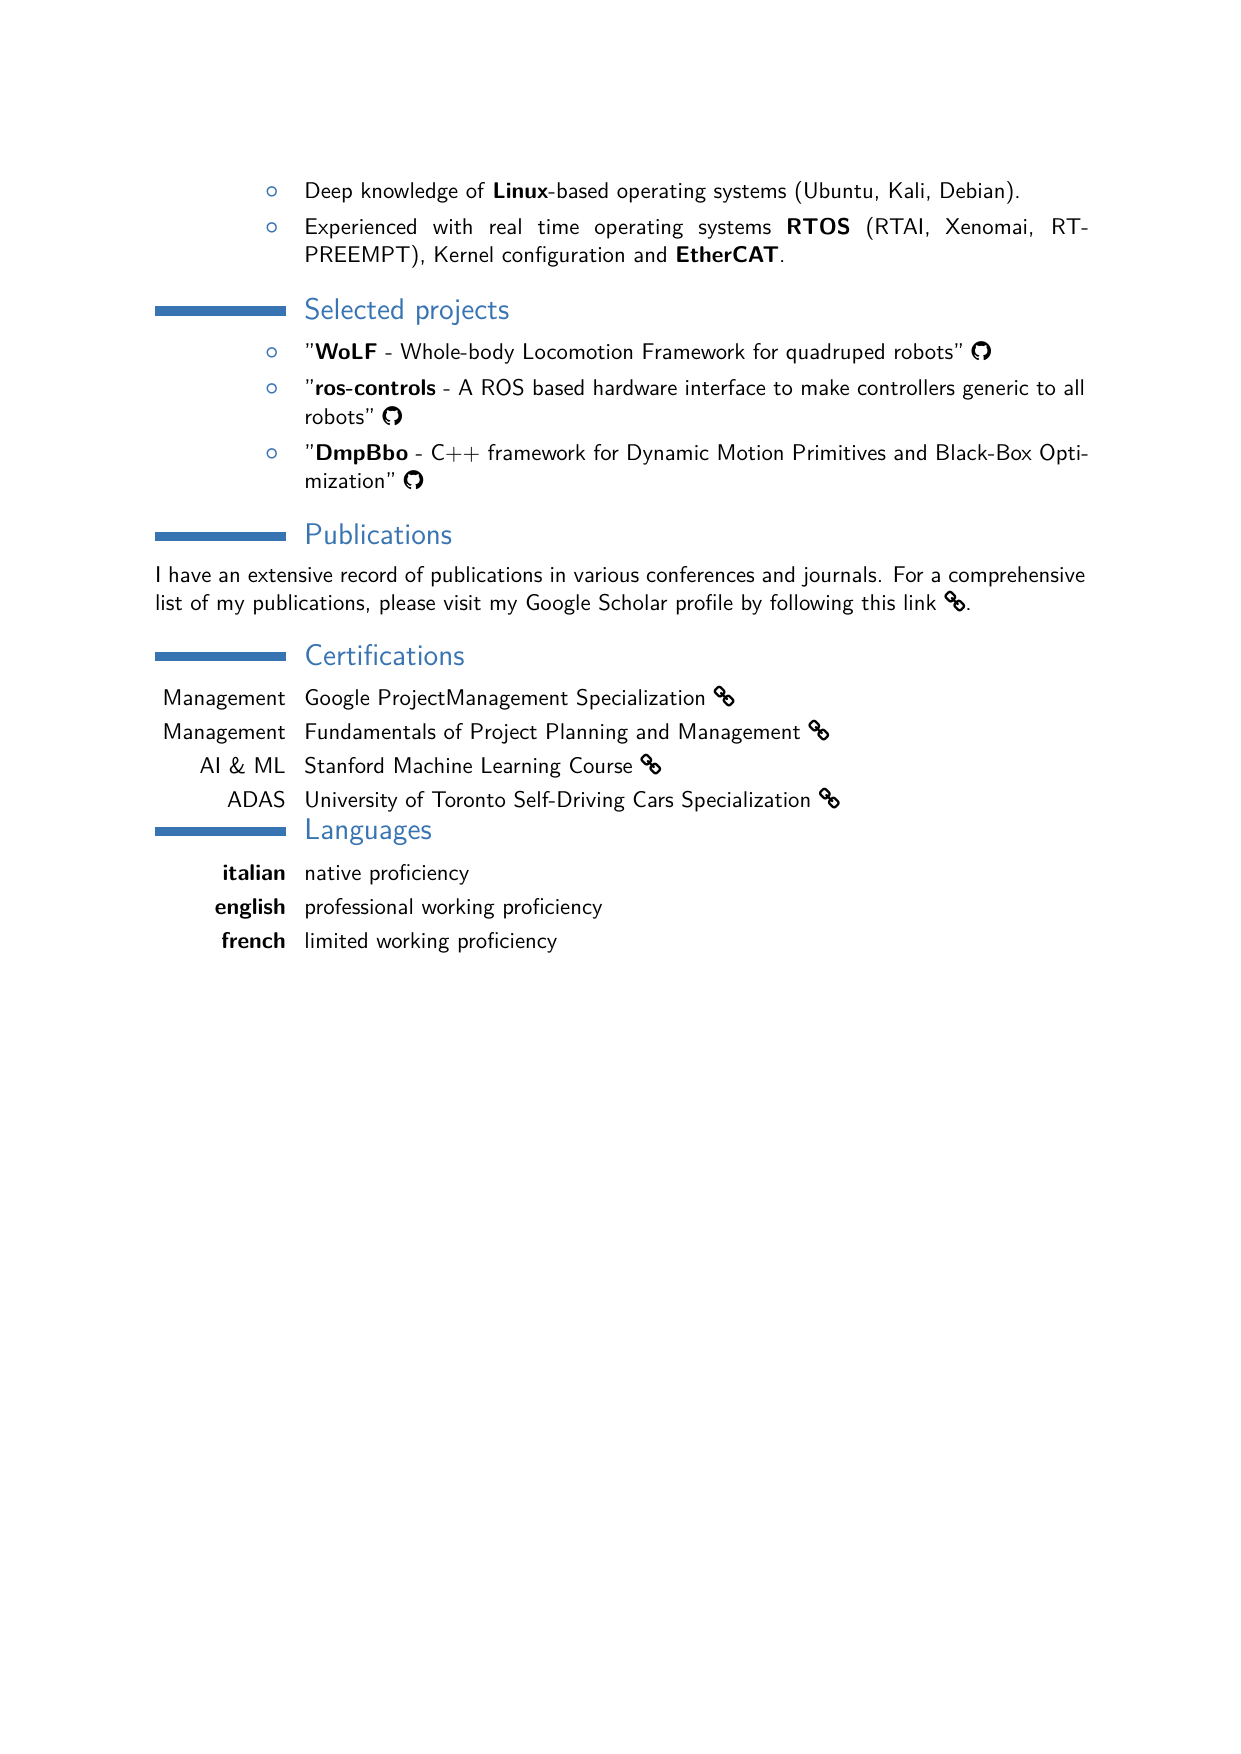 Deep knowledge of Linux-based operating systems (Ubuntu, Kali, Debian).
Experienced with real time operating systems RTOS (RTAI, Xenomai, RT-
PREEMPT), Kernel configuration and EtherCAT.
Selected projects
”WoLF - Whole-body Locomotion Framework for quadruped robots”
”ros-controls - A ROS based hardware interface to make controllers generic to all
robots”
”DmpBbo - C++ framework for Dynamic Motion Primitives and Black-Box Opti-
mization”
Publications
I have an extensive record of publications in various conferences and journals. For a comprehensive
list of my publications, please visit my Google Scholar profile by following this link .
Certifications
Management Google ProjectManagement Specialization
Management Fundamentals of Project Planning and Management
AI & ML Stanford Machine Learning Course
ADAS University of Toronto Self-Driving Cars Specialization
Languages
italian native proficiency
english professional working proficiency
french limited working proficiency